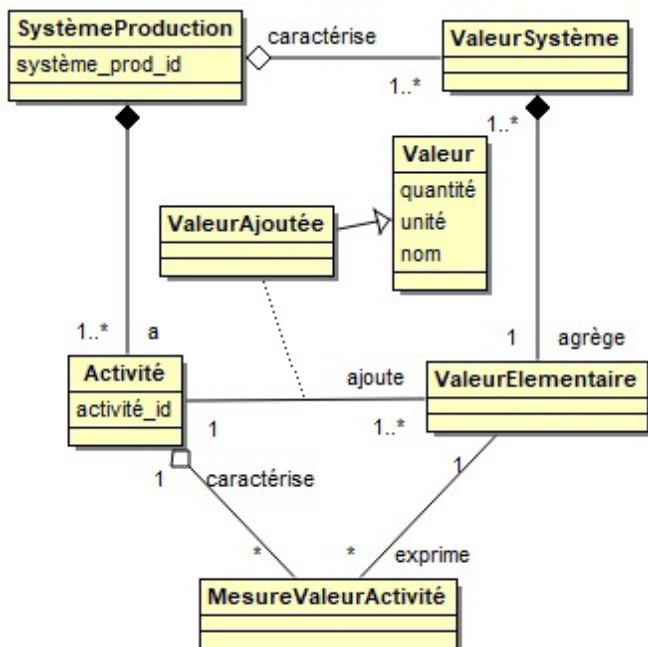 SystèmeProduction
système_prod_id
caractérise
1..*
ValeurSystème
1..*
Valeur
quantité
unité
nom
ValeurAjoutée
1..*
a
1
agrège
Activité
activité_id
ajoute
1
1..*
ValeurElementaire
1
caractérise
1
*
*
exprime
MesureValeurActivité